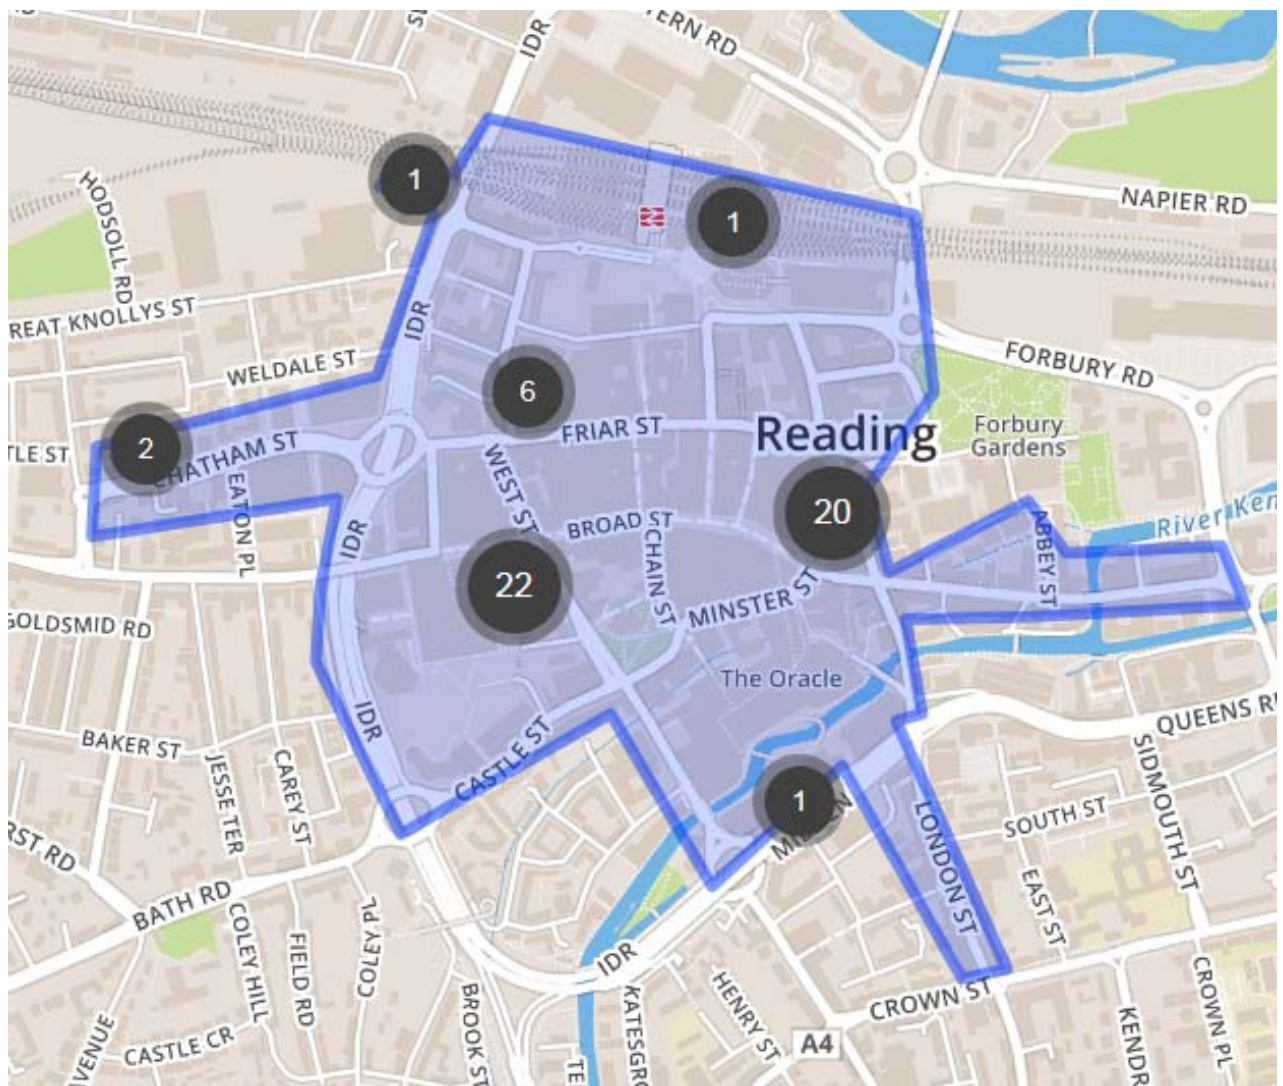 IDR
ERN RD
1
1
NAPIER RD
HODSOLL RD
REAT KNOLLYS ST
IDR
WELDALE ST
FORBURY RD
6
FRIAR ST
Reading
Forbury
Gardens
2
TLE ST
CHATHAM ST
EATON PL
WEST ST
BROAD ST
20
ABBEY ST
River Ken
IDR
22
CHAIN ST
MINSTER ST
GOLDSMID RD
The Oracle
IDR
CASTLE ST
QUEENS R
BAKER ST
JESSE TER
CAREY ST
1
SIDMOUTH ST
SOUTH ST
LONDON ST
EAST ST
RST RD
BATH RD
COLEY HILL
FIELD RD
COLEY PL
IDR
BROOK ST
KATESGR
HENRY ST
CROWN ST
CROWN PL
KENDR
AVENUE
CASTLE CR
TE
A4